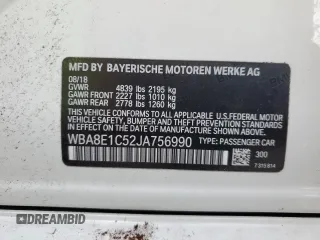 MFD BY BAYERISCHE MOTOREN WERKE AG
08/18
GVWR 4839 lbs 2195 kg
GAWR FRONT 2227 lbs 1010 kg
GAWR REAR 2778 lbs 1260 kg
THIS VEHICLE CONFORMS TO ALL APPLICABLE
U.S. FEDERAL MOTOR VEHICLE SAFETY,
BUMPER, AND THEFT PREVENTION
STANDARDS IN EFFECT ON THE DATE OF
MANUFACTURE SHOWN ABOVE.
WBA8E1C52JA756990 TYPE: PASSENGER CAR
300
AUTOBIDMASTER